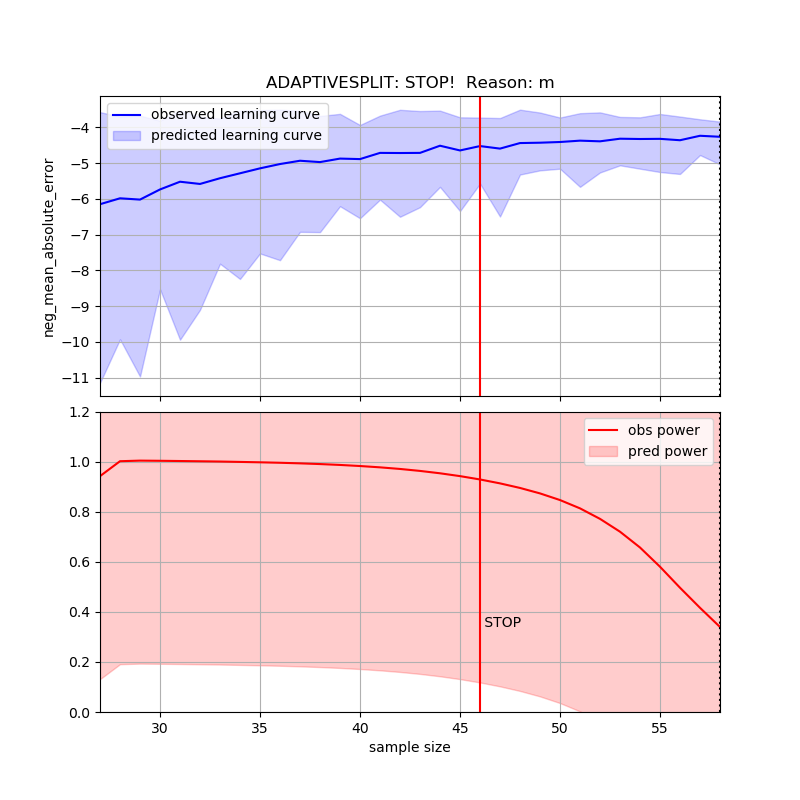 ADAPTIVESPLIT: STOP!  Reason: m
observed learning curve
predicted learning curve
neg_mean_absolute_error
−4
−5
−6
−7
−8
−9
−10
−11
obs power
pred power
1.2
1.0
0.8
0.6
0.4
0.2
0.0
STOP
30 35 40 45 50 55
sample size